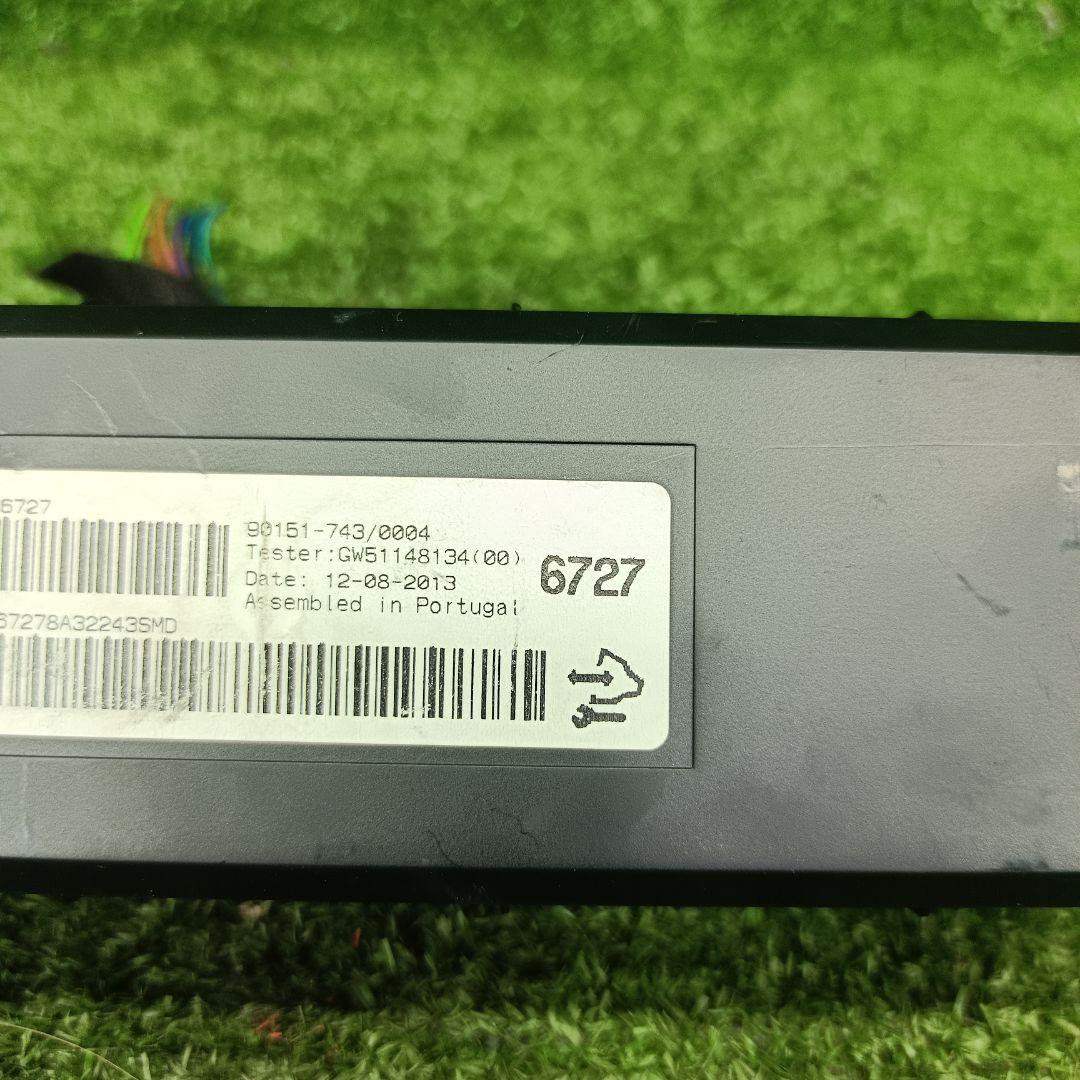 6727
90151-743/0004
Tester:GW51148134(00)
Date: 12-08-2013
Assembled in Portugal
6727
67278A32243SMD